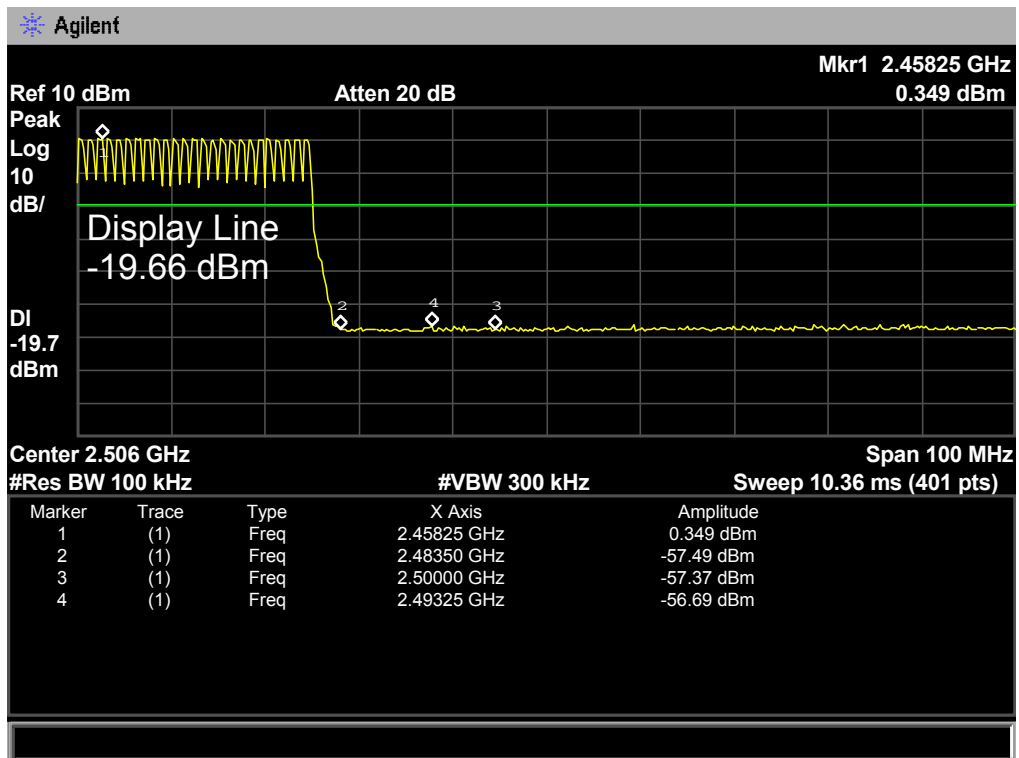 Agilent
Mkr1 2.45825 GHz
Ref 10 dBm Atten 20 dB 0.349 dBm
Peak
Log
10
dB/
1
Display Line
-19.66 dBm
2 4 3
DI
-19.7
dBm
Center 2.506 GHz Span 100 MHz
#Res BW 100 kHz #VBW 300 kHz Sweep 10.36 ms (401 pts)
Marker Trace Type X Axis Amplitude
1 (1) Freq 2.45825 GHz 0.349 dBm
2 (1) Freq 2.48350 GHz -57.49 dBm
3 (1) Freq 2.50000 GHz -57.37 dBm
4 (1) Freq 2.49325 GHz -56.69 dBm